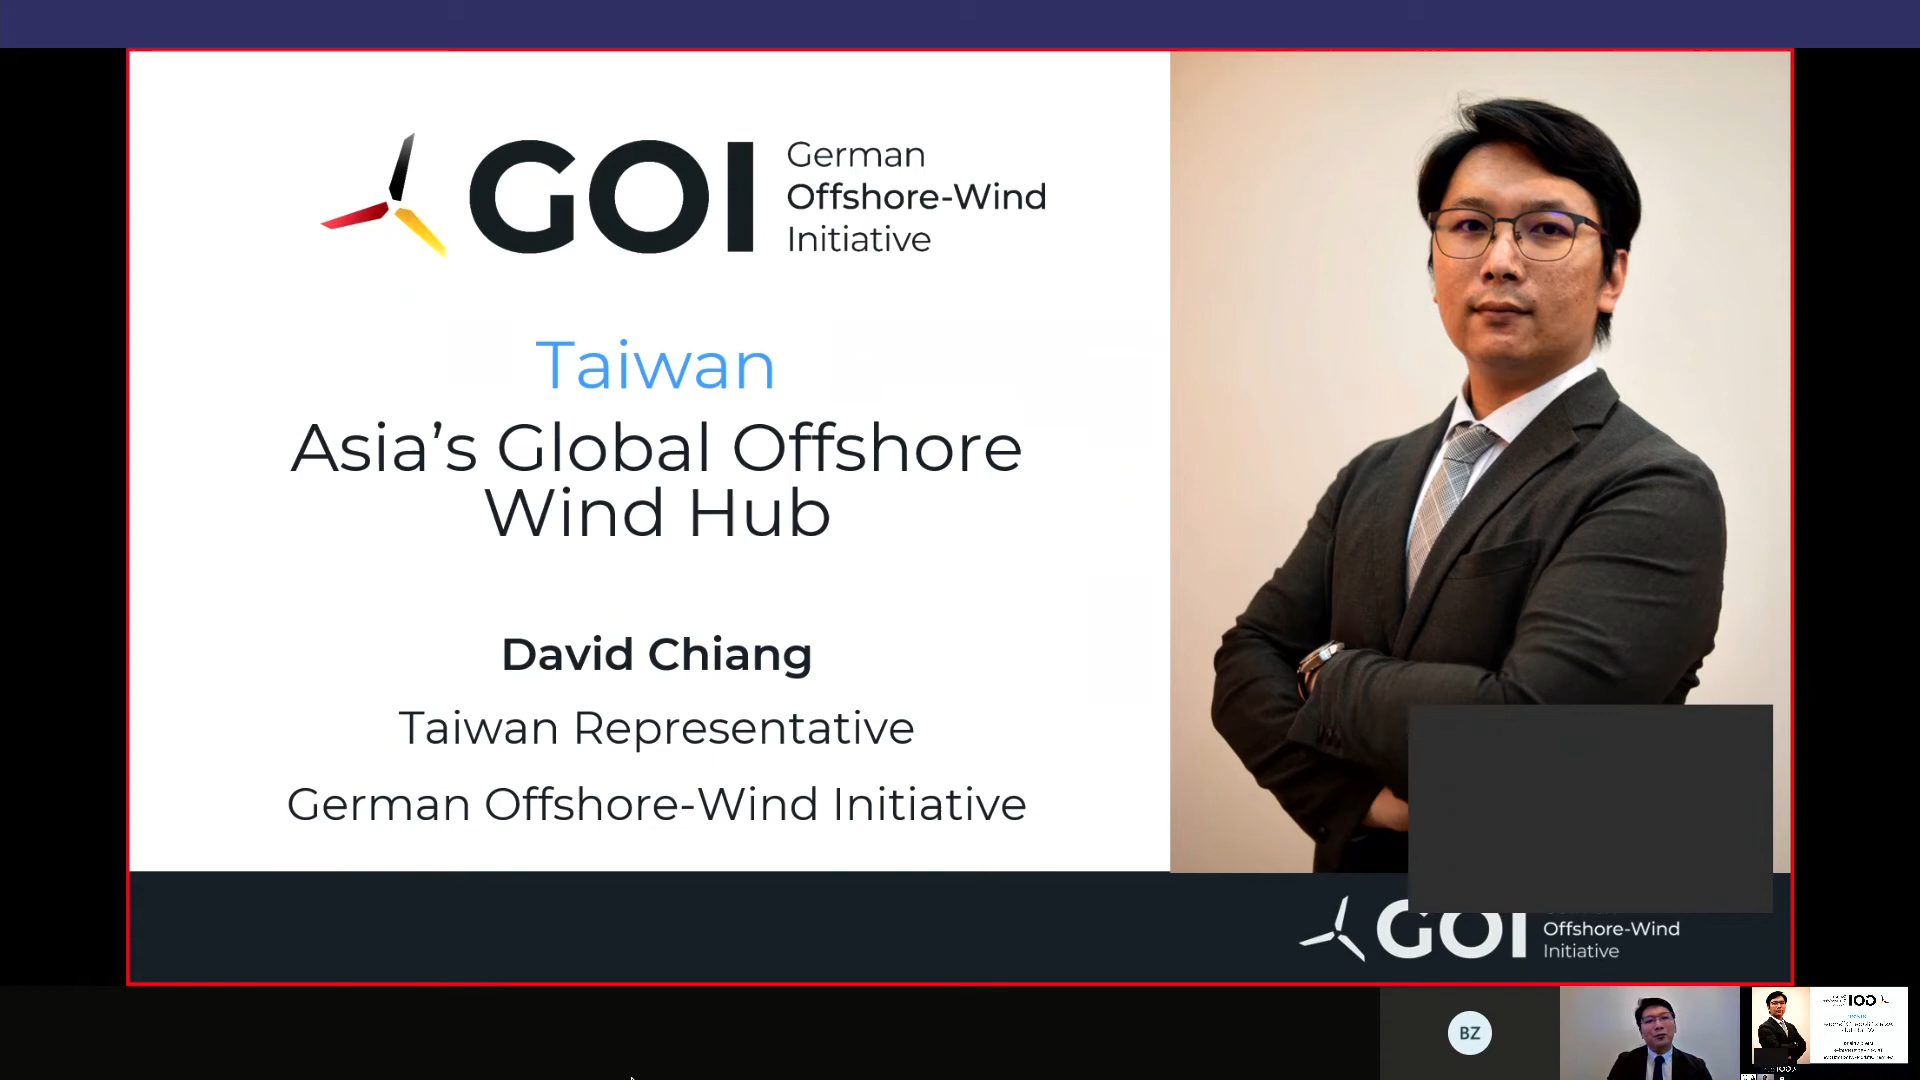 GOI
German
Offshore-Wind
Initiative
Taiwan
Asia’s Global Offshore
Wind Hub
David Chiang
Taiwan Representative
German Offshore-Wind Initiative
GOI
Offshore-Wind
Initiative
BZ